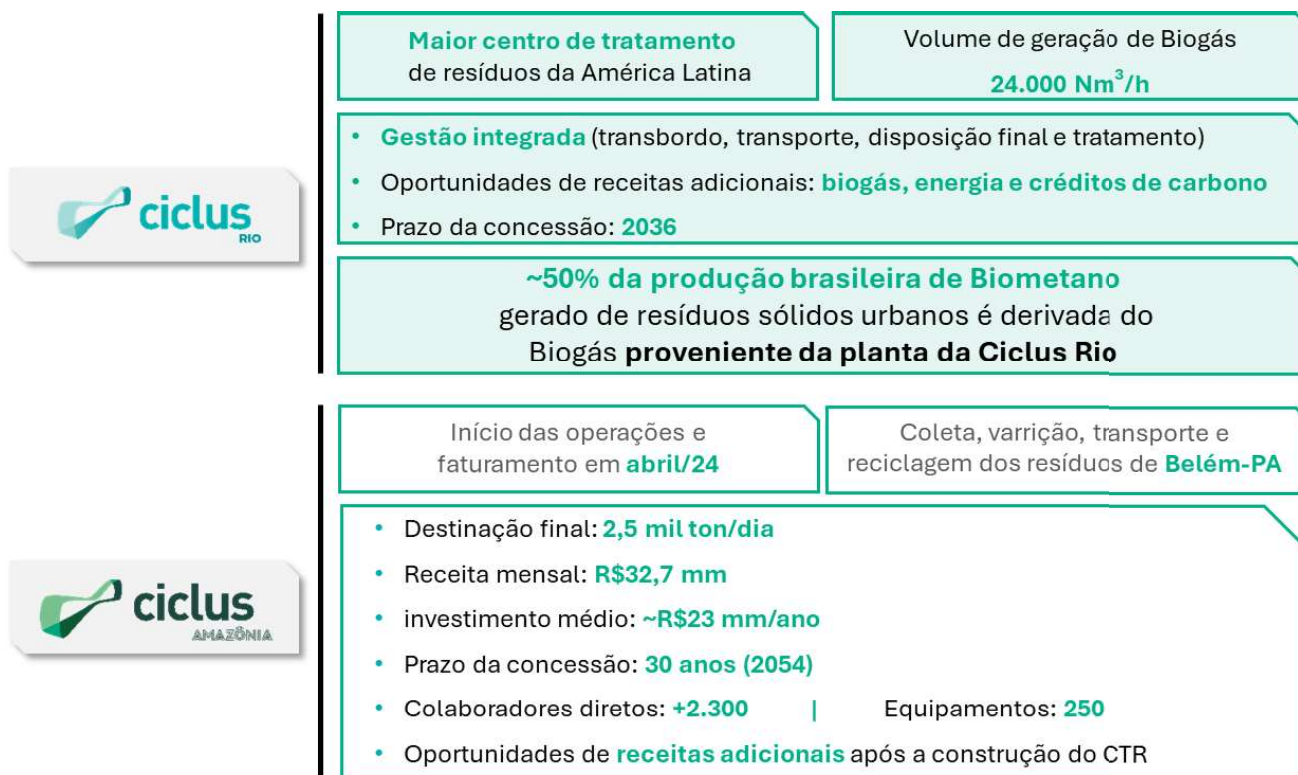 Maior centro de tratamento
de resíduos da América Latina
Volume de geração de Biogás
24.000 Nm³/h
ciclus
RIO
• Gestão integrada (transbordo, transporte, disposição final e tratamento)
• Oportunidades de receitas adicionais: biogás, energia e créditos de carbono
• Prazo da concessão: 2036
~50% da produção brasileira de Biometano
gerado de resíduos sólidos urbanos é derivada do
Biogás proveniente da planta da Ciclus Rio
Início das operações e
faturamento em abril/24
Coleta, varrição, transporte e
reciclagem dos resíduos de Belém-PA
ciclus
AMAZÔNIA
• Destinação final: 2,5 mil ton/dia
• Receita mensal: R$32,7 mm
• investimento médio: ~R$23 mm/ano
• Prazo da concessão: 30 anos (2054)
• Colaboradores diretos: +2.300 | Equipamentos: 250
• Oportunidades de receitas adicionais após a construção do CTR